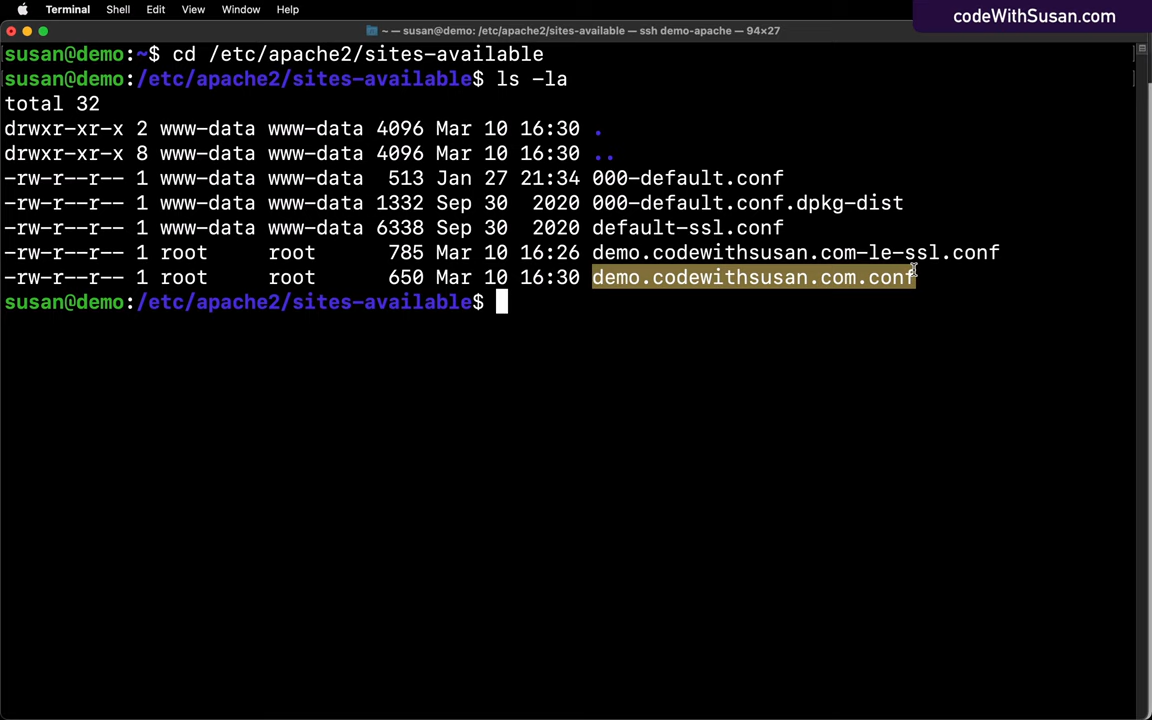 Terminal Shell Edit View Window Help
codeWithSusan.com
~ — susan@demo: /etc/apache2/sites-available — ssh demo-apache — 94×27
susan@demo:~$ cd /etc/apache2/sites-available
susan@demo:/etc/apache2/sites-available$ ls -la
total 32
drwxr-xr-x 2 www-data www-data 4096 Mar 10 16:30 .
drwxr-xr-x 8 www-data www-data 4096 Mar 10 16:30 ..
-rw-r--r-- 1 www-data www-data  513 Jan 27 21:34 000-default.conf
-rw-r--r-- 1 www-data www-data 1332 Sep 30  2020 000-default.conf.dpkg-dist
-rw-r--r-- 1 www-data www-data 6338 Sep 30  2020 default-ssl.conf
-rw-r--r-- 1 root     root      785 Mar 10 16:26 demo.codewithsusan.com-le-ssl.conf
-rw-r--r-- 1 root     root      650 Mar 10 16:30 demo.codewithsusan.com.conf
susan@demo:/etc/apache2/sites-available$